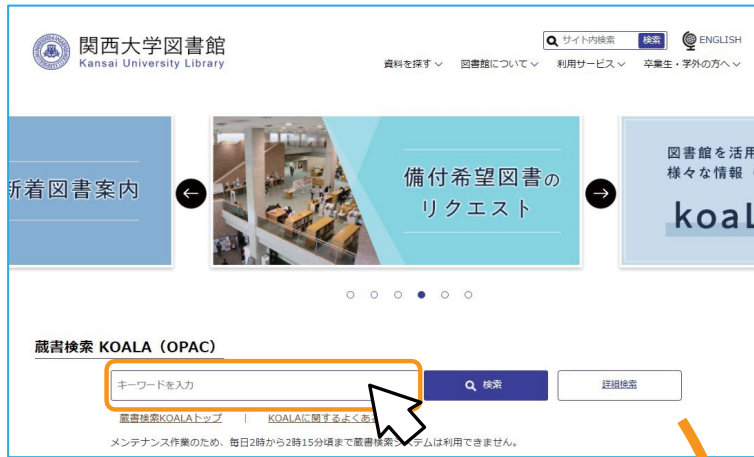 関西大学図書館
Kansai University Library
サイト内検索 検索 ENGLISH
資料を探す 図書館について 利用サービス 卒業生・学外の方へ
新着図書案内
備付希望図書の
リクエスト
図書館を活用
様々な情報
koaL
蔵書検索 KOALA（OPAC）
キーワードを入力 検索 詳細検索
蔵書検索KOALAトップ | KOALAに関するよくあ
メンテナンス作業のため、毎日2時から2時15分頃まで蔵書検索システムは利用できません。